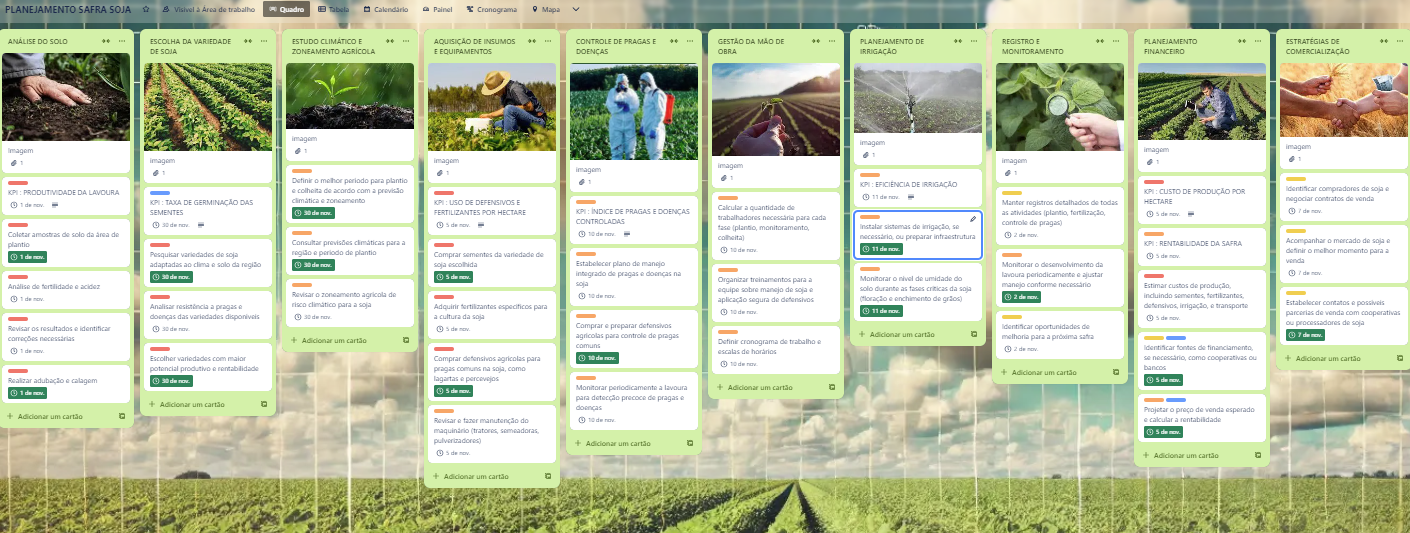 PLANEJAMENTO SAFRA SOJA
Visível à Área de trabalho
Quadro
Tabela
Calendário
Painel
Cronograma
Mapa
ANÁLISE DO SOLO
imagem
1
KPI : PRODUTIVIDADE DA LAVOURA
1 de nov.
Coletar amostras de solo da área de
plantio
1 de nov.
Análise de fertilidade e acidez
1 de nov.
Revisar os resultados e identificar
correções necessárias
1 de nov.
Realizar adubação e calagem
1 de nov.
Adicionar um cartão
ESCOLHA DA VARIEDADE
DE SOJA
imagem
1
KPI : TAXA DE GERMINAÇÃO DAS
SEMENTES
30 de nov.
Pesquisar variedades de soja
adaptadas ao clima e solo da região
30 de nov.
Analisar resistência a pragas e
doenças das variedades disponíveis
30 de nov.
Escolher variedades com maior
potencial produtivo e rentabilidade
30 de nov.
Adicionar um cartão
ESTUDO CLIMÁTICO E
ZONEAMENTO AGRÍCOLA
imagem
1
Definir o melhor período para plantio
e colheita de acordo com a previsão
climática e zoneamento
30 de nov.
Consultar previsões climáticas para a
região e período do plantio
30 de nov.
Revisar o zoneamento agrícola de
risco climático para a soja
30 de nov.
Adicionar um cartão
AQUISIÇÃO DE INSUMOS
E EQUIPAMENTOS
imagem
1
KPI : USO DE DEFENSIVOS E
FERTILIZANTES POR HECTARE
5 de nov.
Comprar sementes da variedade de
soja escolhida
5 de nov.
Adquirir fertilizantes específicos para
a cultura da soja
5 de nov.
Comprar defensivos agrícolas para
pragas comuns na soja, como
lagartas e percevejos
5 de nov.
Revisar e fazer manutenção do
maquinário (tratores, semeadoras,
pulverizadores)
5 de nov.
Adicionar um cartão
CONTROLE DE PRAGAS E
DOENÇAS
imagem
1
KPI : ÍNDICE DE PRAGAS E DOENÇAS
CONTROLADAS
10 de nov.
Estabelecer plano de manejo
integrado de pragas e doenças na
soja
10 de nov.
Comprar e preparar defensivos
agrícolas para controle de pragas
comuns
10 de nov.
Monitorar periodicamente a lavoura
para detecção precoce de pragas e
doenças
10 de nov.
Adicionar um cartão
GESTÃO DA MÃO DE
OBRA
imagem
1
Calcular a quantidade de
trabalhadores necessária para cada
fase (plantio, monitoramento,
colheita)
10 de nov.
Organizar treinamentos para a
equipe sobre manejo da soja e
aplicação segura de defensivos
10 de nov.
Definir cronograma de trabalho e
escalas de horários
10 de nov.
Adicionar um cartão
PLANEJAMENTO DE
IRRIGAÇÃO
imagem
1
KPI : EFICIÊNCIA DE IRRIGAÇÃO
11 de nov.
Instalar sistemas de irrigação, se
necessário, ou preparar infraestrutura
11 de nov.
Monitorar o nível de umidade do
solo durante as fases críticas da soja
(floração e enchimento de grãos)
11 de nov.
Adicionar um cartão
REGISTRO E
MONITORAMENTO
imagem
1
Manter registros detalhados de todas
as atividades (plantio, fertilização,
controle de pragas)
2 de nov.
Monitorar o desenvolvimento da
lavoura periodicamente e ajustar
manejo conforme necessário
2 de nov.
Identificar oportunidades de
melhoria para a próxima safra
2 de nov.
Adicionar um cartão
PLANEJAMENTO
FINANCEIRO
imagem
1
KPI : CUSTO DE PRODUÇÃO POR
HECTARE
5 de nov.
KPI : RENTABILIDADE DA SAFRA
5 de nov.
Estimar custos de produção,
incluindo sementes, fertilizantes,
defensivos, irrigação, e transporte
5 de nov.
Identificar fontes de financiamento,
se necessário, como cooperativas ou
bancos
5 de nov.
Projetar o preço de venda esperado
e calcular a rentabilidade
5 de nov.
Adicionar um cartão
ESTRATÉGIAS DE
COMERCIALIZAÇÃO
imagem
1
Identificar compradores de soja e
negociar contratos de venda
7 de nov.
Acompanhar o mercado de soja e
definir o melhor momento para a
venda
7 de nov.
Estabelecer contatos e possíveis
parcerias de venda com cooperativas
ou processadores de soja
7 de nov.
Adicionar um cartão